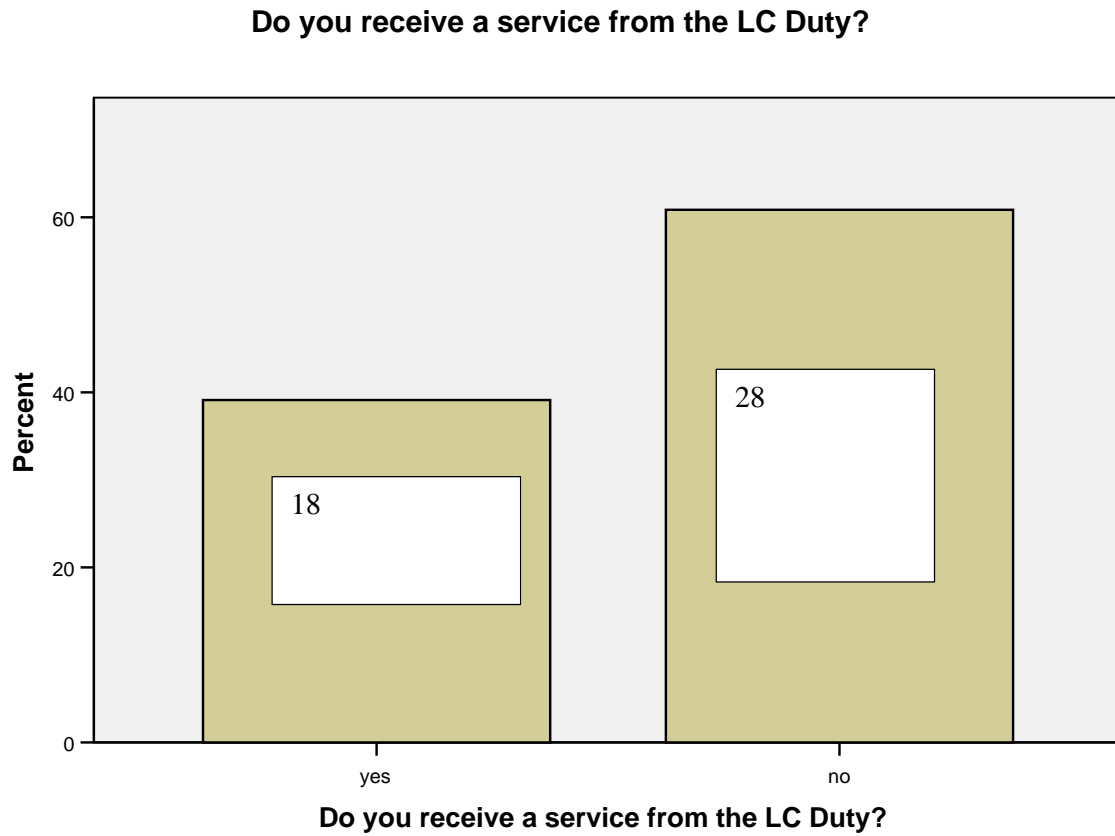 Do you receive a service from the LC Duty?
60
40
20
0
Percent
18
28
yes
no
Do you receive a service from the LC Duty?